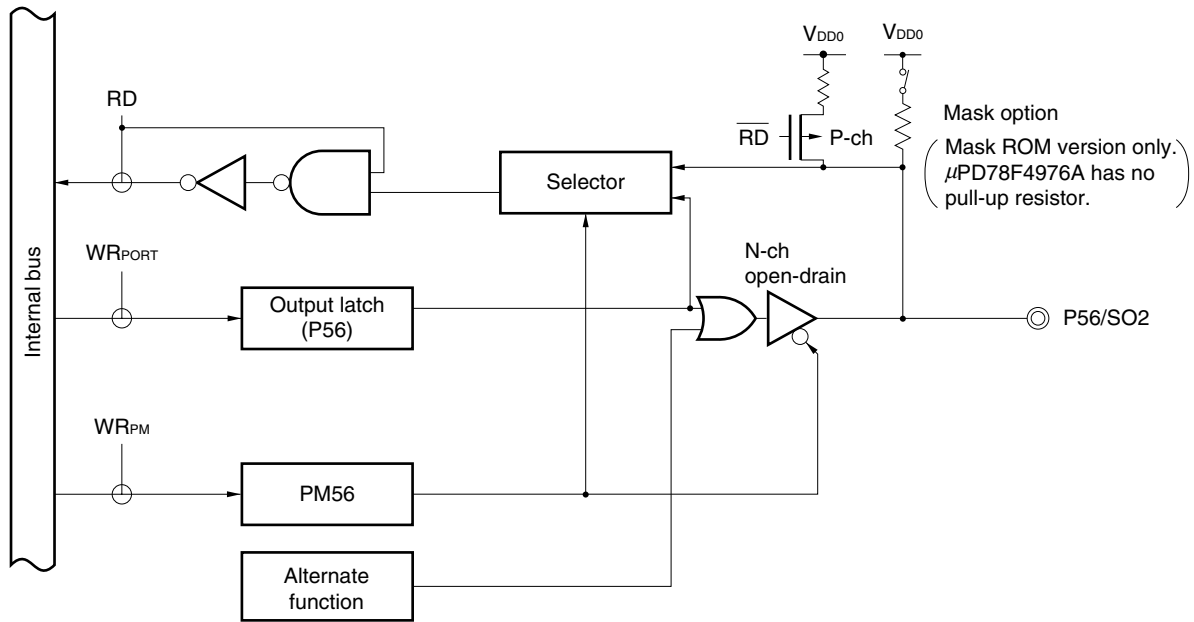 VDD0
VDD0
RD
Mask option
RD
P-ch
Mask ROM version only.
μPD78F4976A has no
pull-up resistor.
Selector
WRPORT
N-ch
open-drain
Internal bus
Output latch
(P56)
P56/SO2
WRPM
PM56
Alternate
function